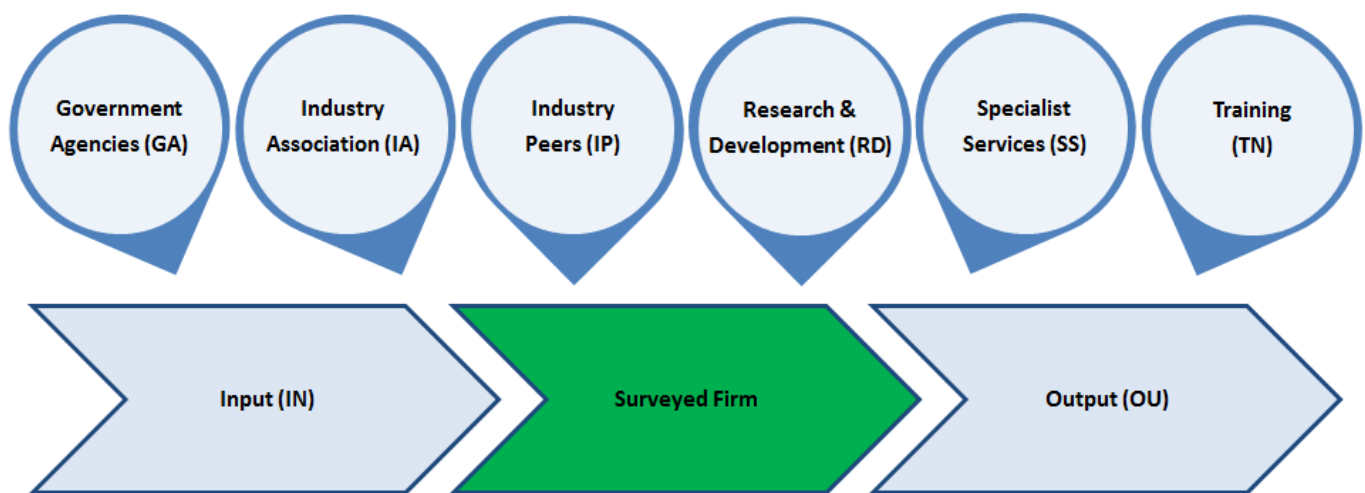 Government
Agencies (GA)
Industry
Association (IA)
Industry
Peers (IP)
Research &
Development (RD)
Specialist
Services (SS)
Training
(TN)
Input (IN)
Surveyed Firm
Output (OU)